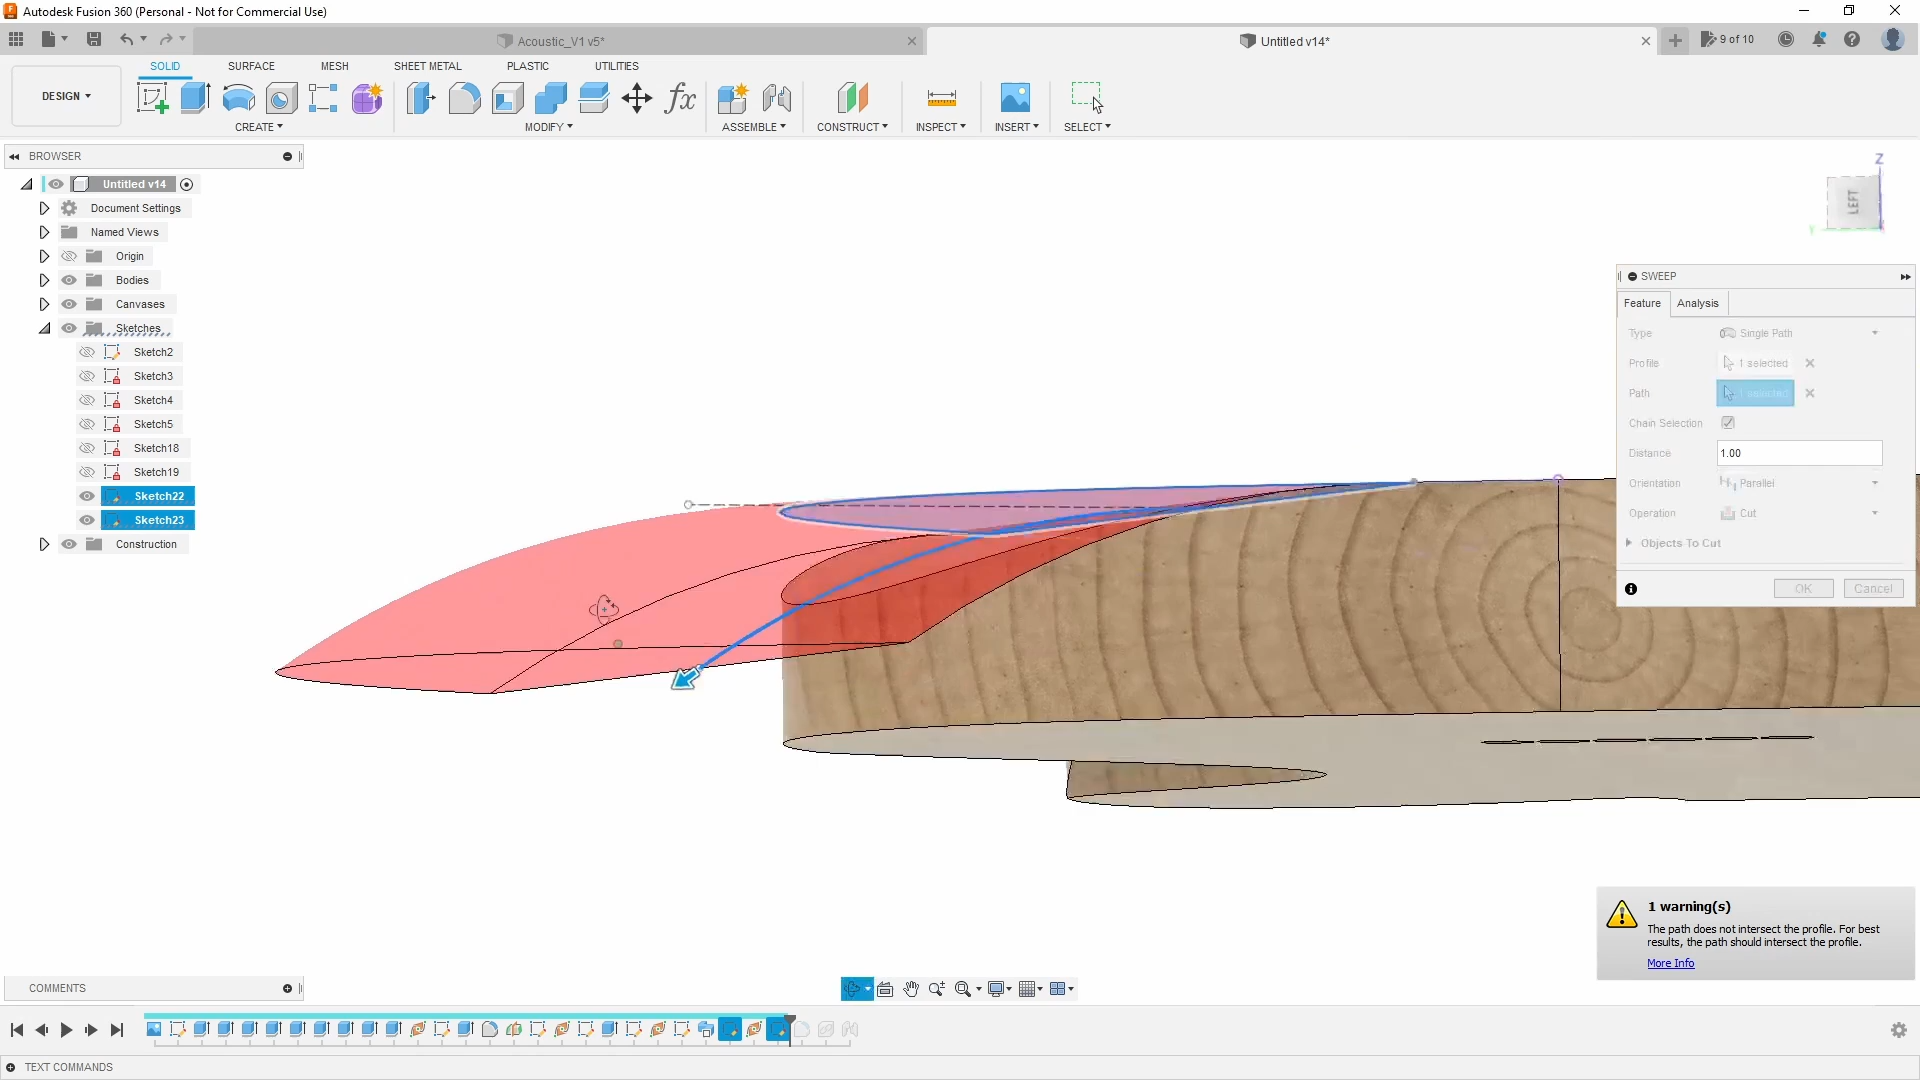 Autodesk Fusion 360 (Personal - Not for Commercial Use)
Acoustic_V1 v5*
Untitled v14*
9 of 10
DESIGN
SOLID
SURFACE
MESH
SHEET METAL
PLASTIC
UTILITIES
fx
CREATE
MODIFY
ASSEMBLE
CONSTRUCT
INSPECT
INSERT
SELECT
BROWSER
Untitled v14
Document Settings
Named Views
Origin
Bodies
Canvases
Sketches
Sketch2
Sketch3
Sketch4
Sketch5
Sketch18
Sketch19
Sketch22
Sketch23
Construction
Z
LEFT
Y
SWEEP
Feature
Analysis
Type Single Path
Profile 1 selected
Path 1 selected
Chain Selection
Distance 1.00
Orientation Parallel
Operation Cut
Objects To Cut
OK
Cancel
1 warning(s)
The path does not intersect the profile. For best
results, the path should intersect the profile.
More Info
COMMENTS
TEXT COMMANDS